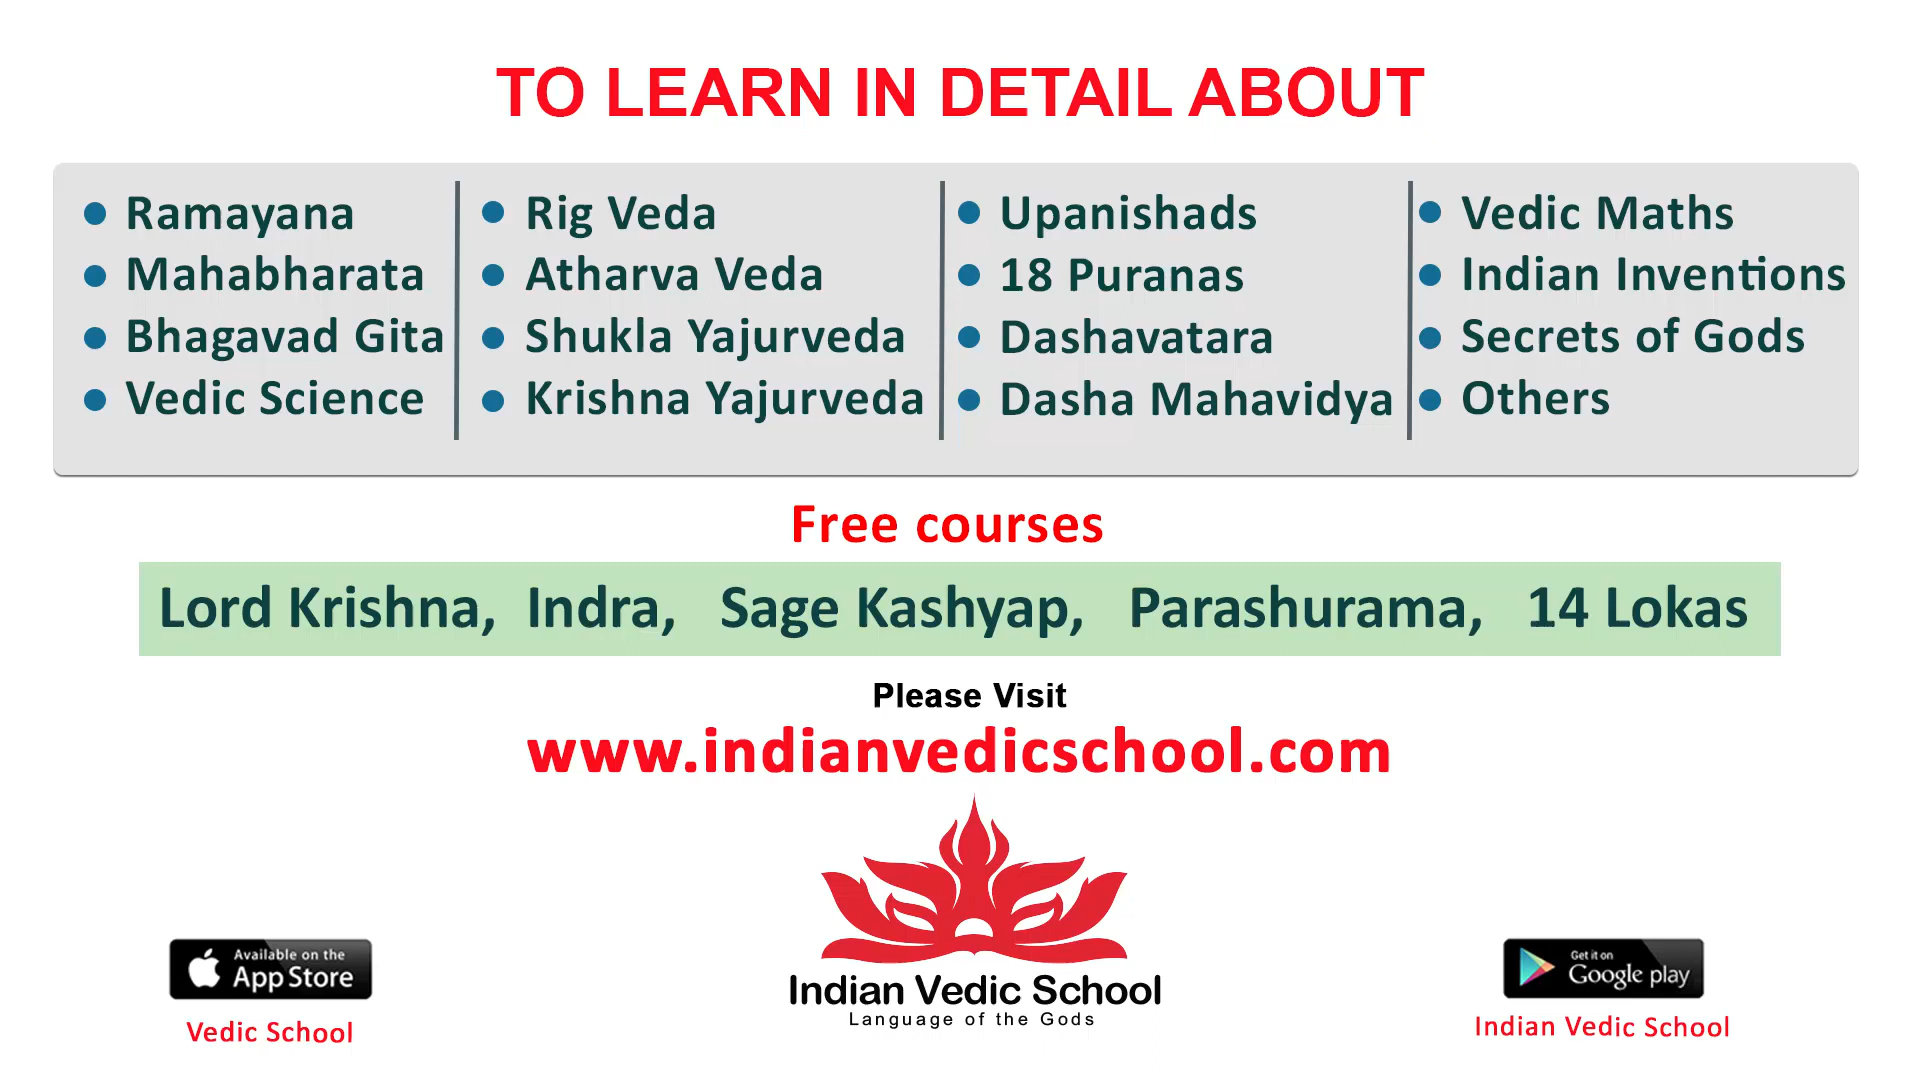 TO LEARN IN DETAIL ABOUT
Ramayana
Mahabharata
Bhagavad Gita
Vedic Science
Rig Veda
Atharva Veda
Shukla Yajurveda
Krishna Yajurveda
Upanishads
18 Puranas
Dashavatara
Dasha Mahavidya
Vedic Maths
Indian Inventions
Secrets of Gods
Others
Free courses
Lord Krishna, Indra, Sage Kashyap, Parashurama, 14 Lokas
Please Visit
www.indianvedicschool.com
Available on the
App Store
Vedic School
Indian Vedic School
Language of the Gods
Get it on
Google play
Indian Vedic School